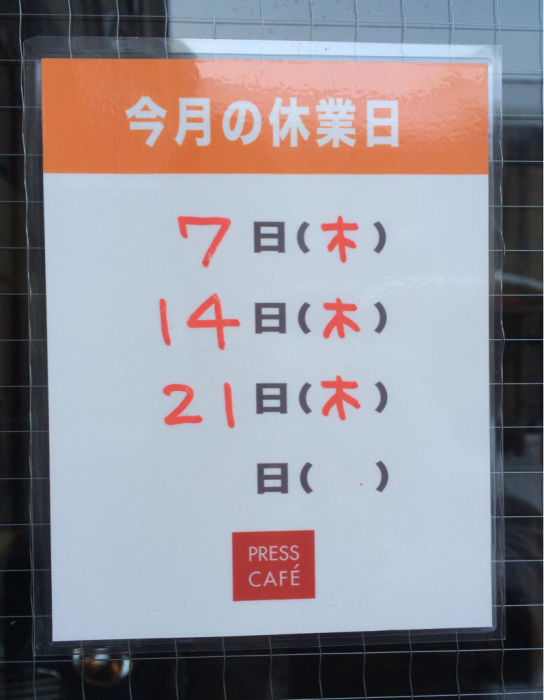 今月の休業日
7日(木)
14日(木)
21日(木)
日( )
PRESS
CAFÉ